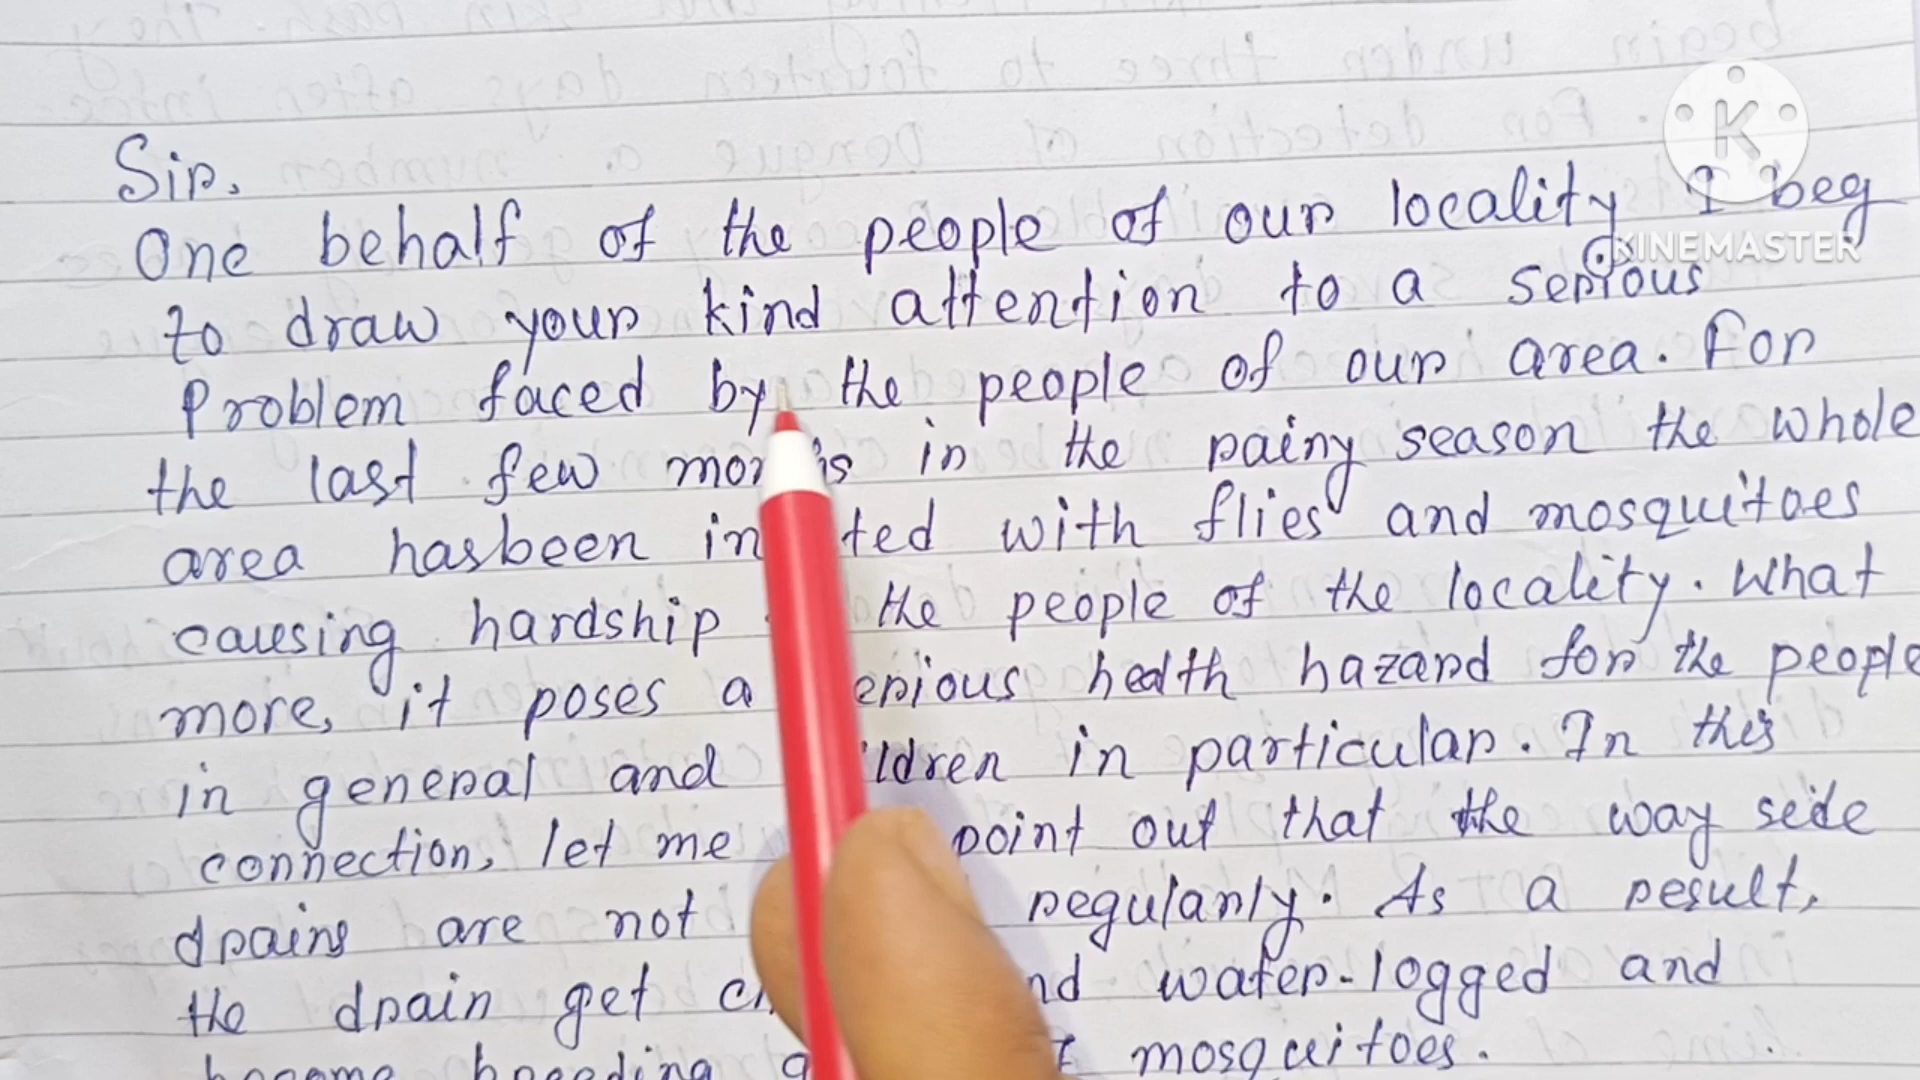 Sir.
One behalf of the people of our locality I beg
to draw your kind attention to a serious
Problem faced by the people of our area. For
the last few in the rainy season the whole
area hasbeen with flies and mosquitoes
causing hardship the people of the locality. What
more, it poses a health hazard for the people
in general and in particular. In this
connection, let me point out that the way seide
drains are not regularly. As a result,
the drain get water-logged and
mosquitoes.
KINEMASTER